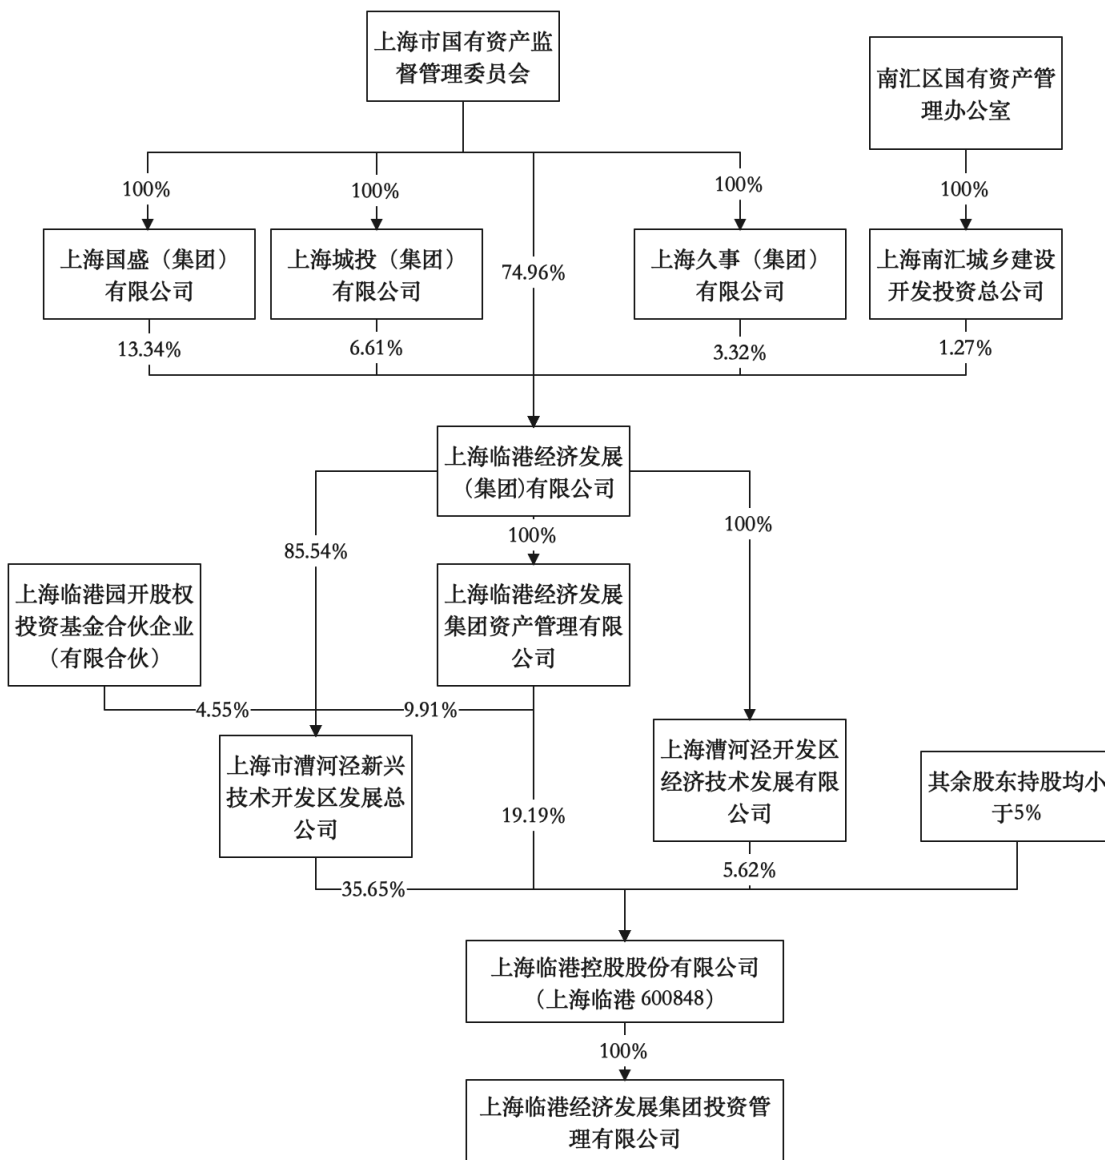 上海市国有资产监
督管理委员会
南汇区国有资产管
理办公室
100%
100%
100%
100%
上海国盛（集团）
有限公司
上海城投（集团）
有限公司
74.96%
上海久事（集团）
有限公司
上海南汇城乡建设
开发投资总公司
13.34%
6.61%
3.32%
1.27%
上海临港经济发展
（集团)有限公司
85.54%
100%
100%
上海临港园开股权
投资基金合伙企业
（有限合伙）
上海临港经济发展
集团资产管理有限
公司
4.55%
9.91%
上海市漕河泾新兴
技术开发区发展总
公司
19.19%
上海漕河泾开发区
经济技术发展有限
公司
其余股东持股均小
于5%
35.65%
5.62%
上海临港控股股份有限公司
（上海临港 600848）
100%
上海临港经济发展集团投资管
理有限公司